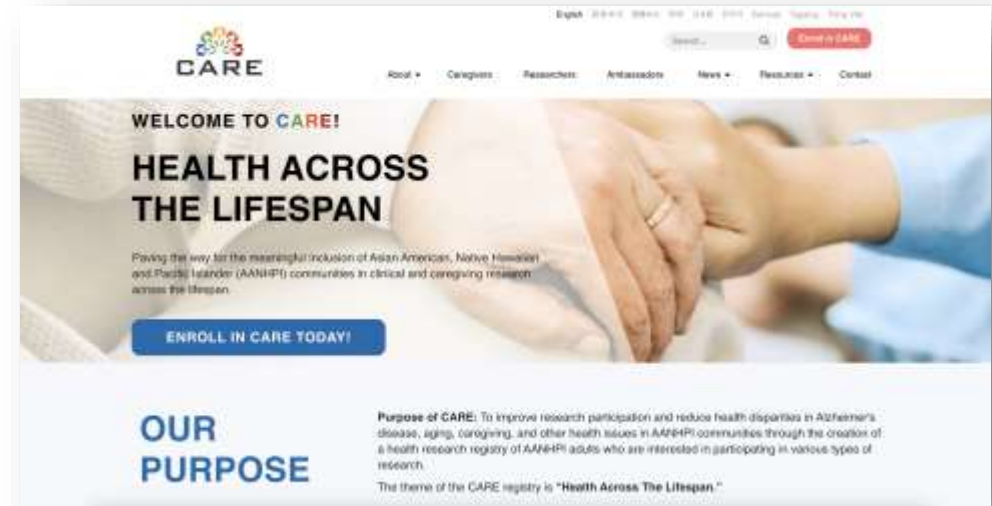 English
Search...
Enroll in CARE
CARE
About
Caregivers
Researchers
Ambassadors
News
Resources
Contact
WELCOME TO CARE!
HEALTH ACROSS
THE LIFESPAN
Paving the way for the meaningful inclusion of Asian American, Native Hawaiian
and Pacific Islander (AANHPI) communities in clinical and caregiving research
across the lifespan.
ENROLL IN CARE TODAY!
OUR
PURPOSE
Purpose of CARE: To improve research participation and reduce health disparities in Alzheimer's
disease, aging, caregiving, and other health issues in AANHPI communities through the creation of
a health research registry of AANHPI adults who are interested in participating in various types of
research.
The theme of the CARE registry is “Health Across The Lifespan.”